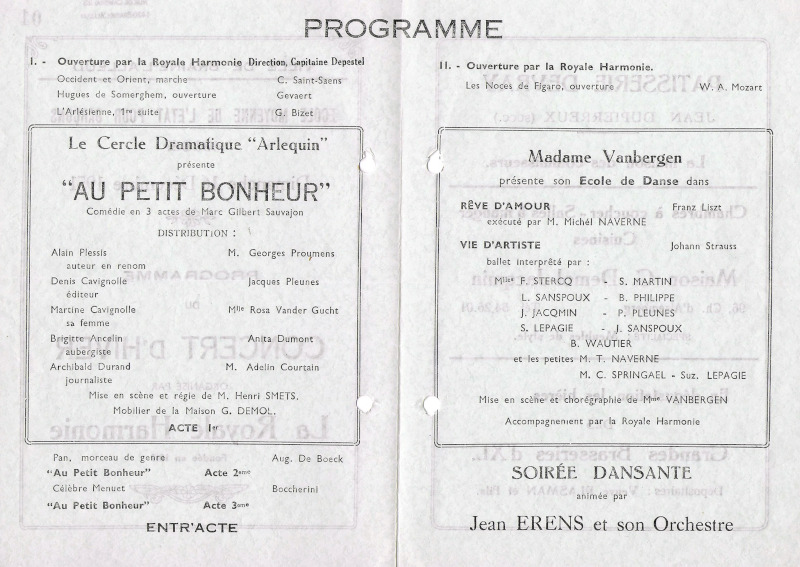 PROGRAMME
I. - Ouverture par la Royale Harmonie Direction, Capitaine Depestel
Occident et Orient, marche C. Saint-Saens
Hugues de Somerghem, ouverture Gevaert
L'Arlésienne, 1re suite G. Bizet
Le Cercle Dramatique "Arlequin"
présente
"AU PETIT BONHEUR"
Comédie en 3 actes de Marc Gilbert Sauvajon
DISTRIBUTION :
Alain Plessis M. Georges Proymens
auteur en renom
Denis Cavignolle Jacques Pleunes
éditeur
Martine Cavignolle Mlle Rosa Vander Gucht
sa femme
Brigitte Ancelin Anita Dumont
aubergiste
Archibald Durand M. Adelin Courtain
journaliste
Mise en scène et régie de M. Henri SMETS.
Mobilier de la Maison G. DEMOL.
ACTE 1er
Pan, morceau de genre Aug. De Boeck
"Au Petit Bonheur" Acte 2eme
Célèbre Menuet Boccherini
"Au Petit Bonheur" Acte 3eme
ENTR'ACTE
II. - Ouverture par la Royale Harmonie.
Les Noces de Figaro, ouverture W. A. Mozart
Madame Vanbergen
présente son Ecole de Danse dans
RÊVE D'AMOUR Franz Liszt
exécuté par M. Michel NAVERNE
VIE D'ARTISTE Johann Strauss
ballet interprêté par :
Mlles F. STERCQ - S. MARTIN
L. SANSPOUX - B. PHILIPPE
J. JACQMIN - P. PLEUNES
S. LEPAGIE - J. SANSPOUX
B. WAUTIER
et les petites M. T. NAVERNE
M. C. SPRINGAEL - Suz. LEPAGIE
Mise en scène et chorégraphie de Mme VANBERGEN
Accompagnement par la Royale Harmonie
SOIRÉE DANSANTE
animée par
Jean ERENS et son Orchestre